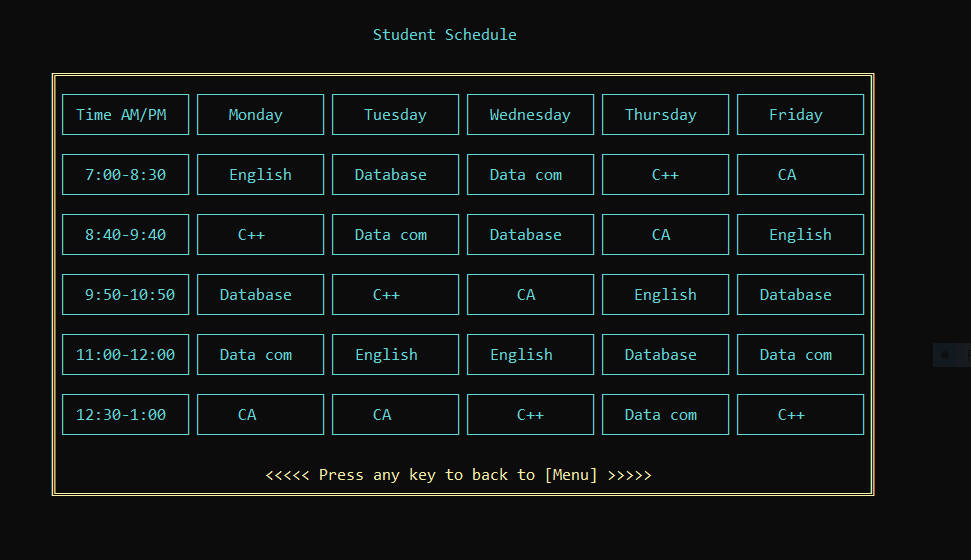 Student Schedule
Time AM/PM Monday Tuesday Wednesday Thursday Friday
7:00-8:30 English Database Data com C++ CA
8:40-9:40 C++ Data com Database CA English
9:50-10:50 Database C++ CA English Database
11:00-12:00 Data com English English Database Data com
12:30-1:00 CA CA C++ Data com C++
<<<<< Press any key to back to [Menu] >>>>>